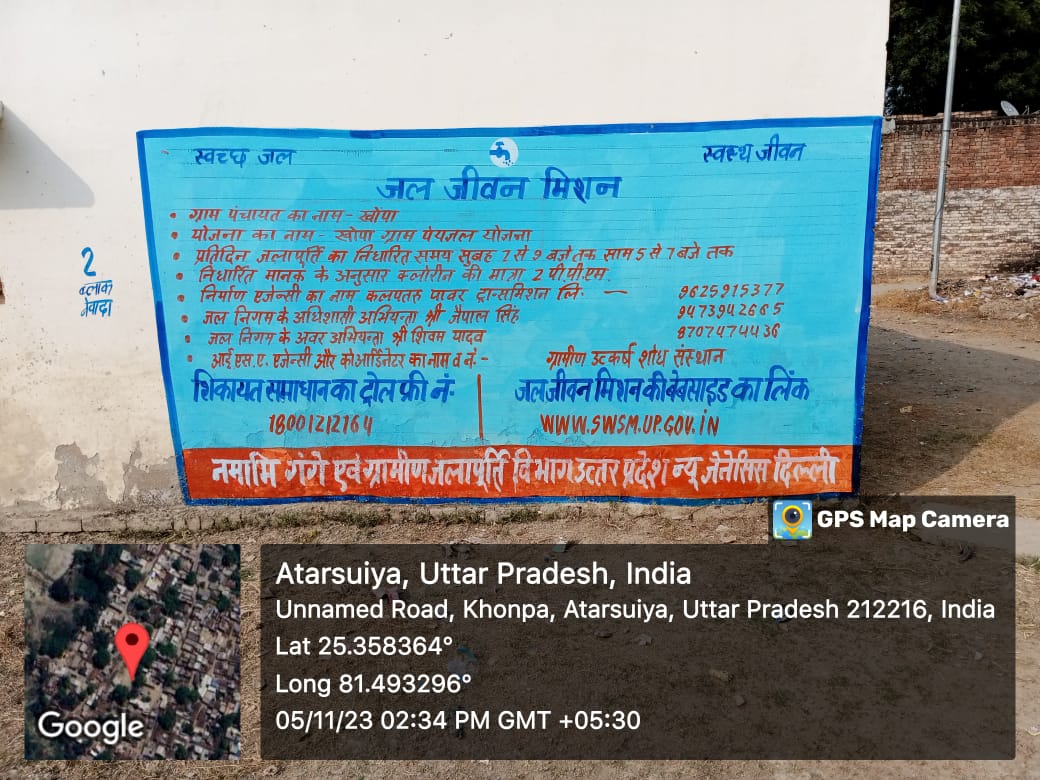 स्वच्छ जल
स्वस्थ जीवन
जल जीवन मिशन
• ग्राम पंचायत का नाम - खोपा
• योजना का नाम - खोपा ग्राम पेयजल योजना
• प्रतिदिन जलापूर्ति का निर्धारित समय सुबह 7 से 9 बजे तक साम 5 से 7 बजे तक
• निर्धारित मानक के अनुसार क्लोरीन की मात्रा 2 पी.पी.एम.
• निर्माण एजेन्सी का नाम कलपतरु पावर ट्रान्समिशन लि. — 9625915377
• जल निगम के अधिशाती अभियन्ता श्री जैपाल सिंह 9473942665
• जल निगम के अवर अभियन्ता श्री शिवम यादव 8707474436
• आई.एस.ए. एजेन्सी और कोआर्डिनेटर का नाम व नं.- ग्रामीण उत्कर्ष शोध संस्थान
शिकायत समाधान का टोल फ्री नं.
18001212164
जल जीवन मिशन की वेबसाइड का लिंक
WWW.SWSM.UP.GOV.iN
नमामि गंगे एवं ग्रामीण जलापूर्ति विभाग उत्तर प्रदेश न्यू जेनेसिस दिल्ली
2
ब्लाक
नेवादा
GPS Map Camera
Atarsuiya, Uttar Pradesh, India
Unnamed Road, Khonpa, Atarsuiya, Uttar Pradesh 212216, India
Lat 25.358364°
Long 81.493296°
05/11/23 02:34 PM GMT +05:30
Google